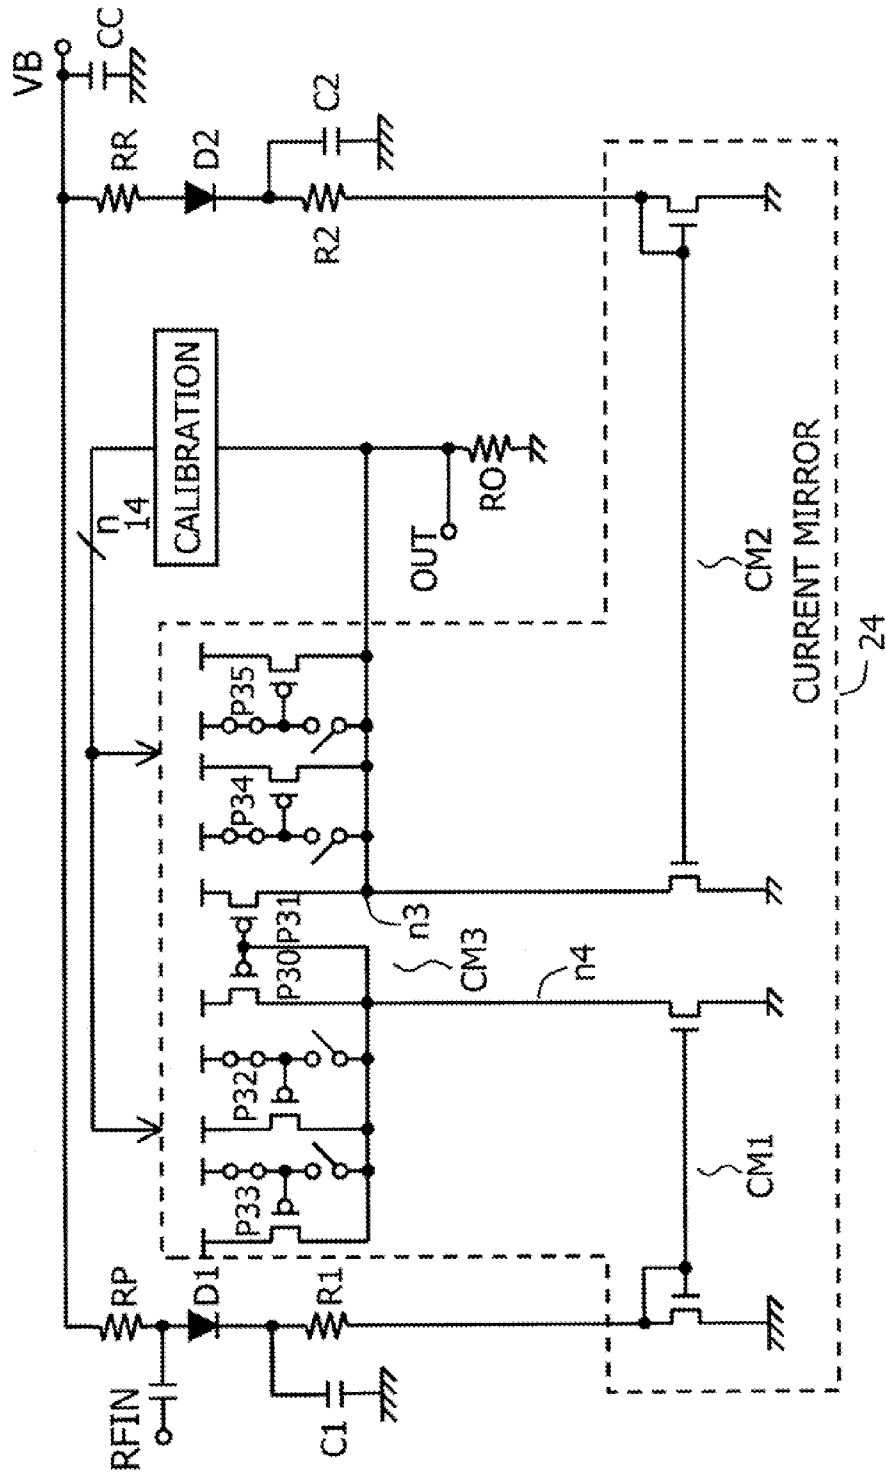 VB
CC
RR
D2
C2
R2
n
14
CALIBRATION
OUT
RO
P35
P34
P31
P30
P32
P33
n3
CM3
n4
CM2
CURRENT MIRROR
24
CM1
RP
D1
R1
RFIN
C1